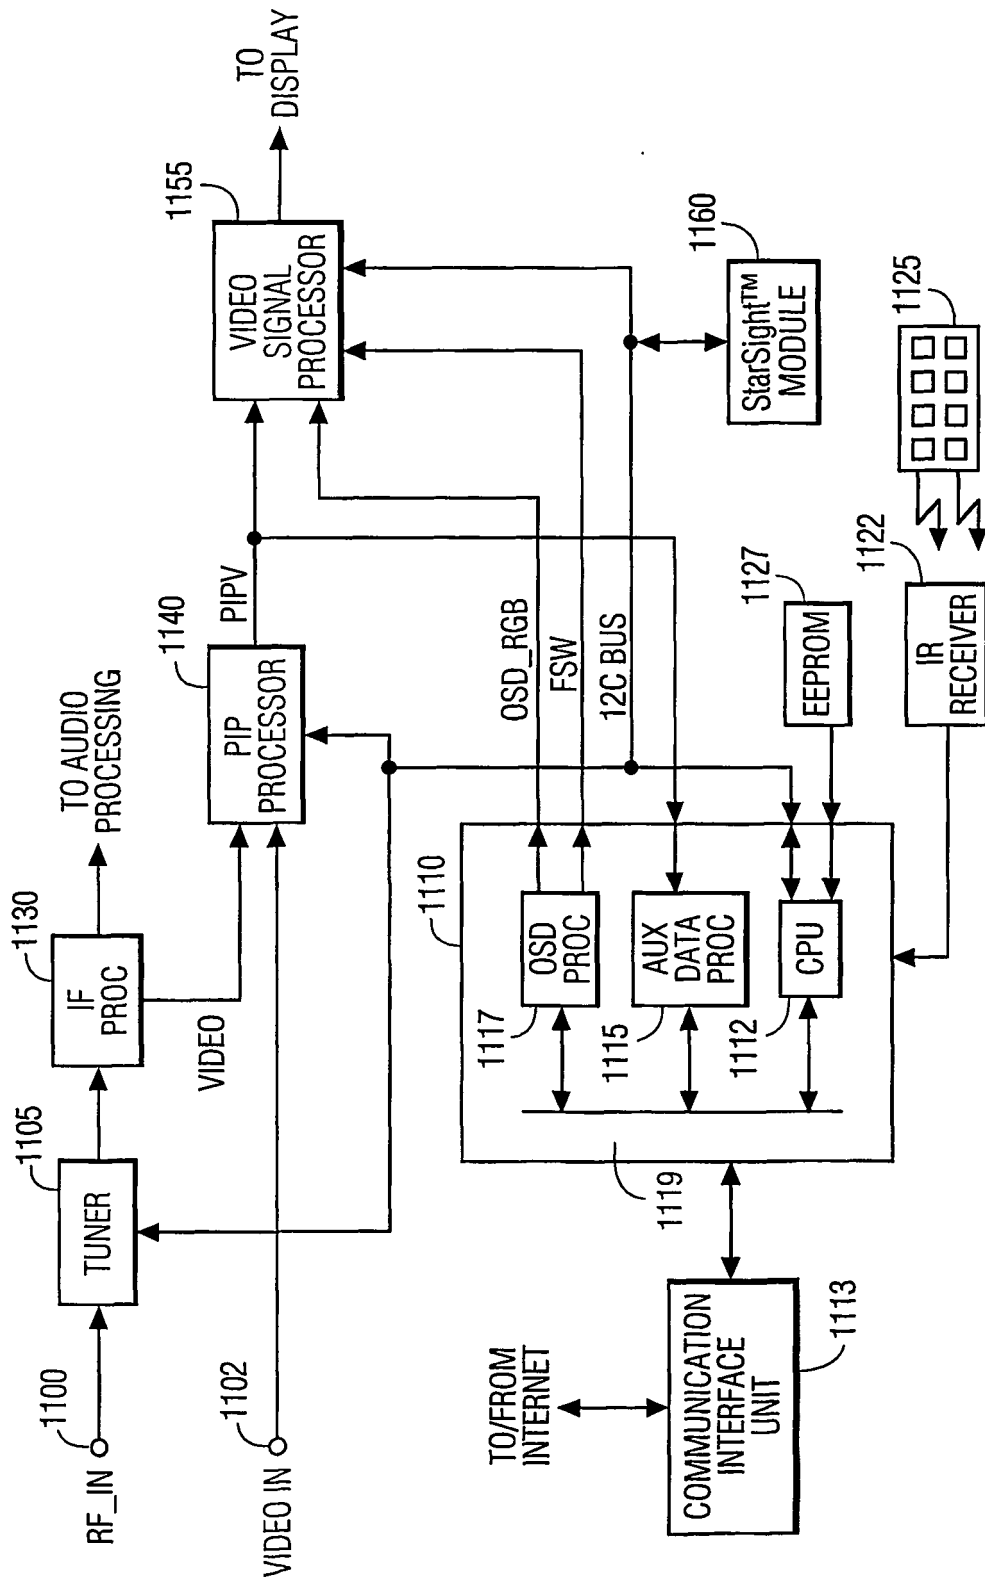 RF_IN
1100
TUNER
1105
IF
PROC
1130
TO AUDIO
PROCESSING
VIDEO
VIDEO IN
1102
PIP
PROCESSOR
1140
PIPV
VIDEO
SIGNAL
PROCESSOR
1155
TO
DISPLAY
OSD_RGB
FSW
12C BUS
1110
OSD
PROC
1117
AUX
DATA
PROC
1115
CPU
1112
1119
TO/FROM
INTERNET
COMMUNICATION
INTERFACE
UNIT
1113
EEPROM
1127
StarSight™
MODULE
1160
IR
RECEIVER
1122
1125